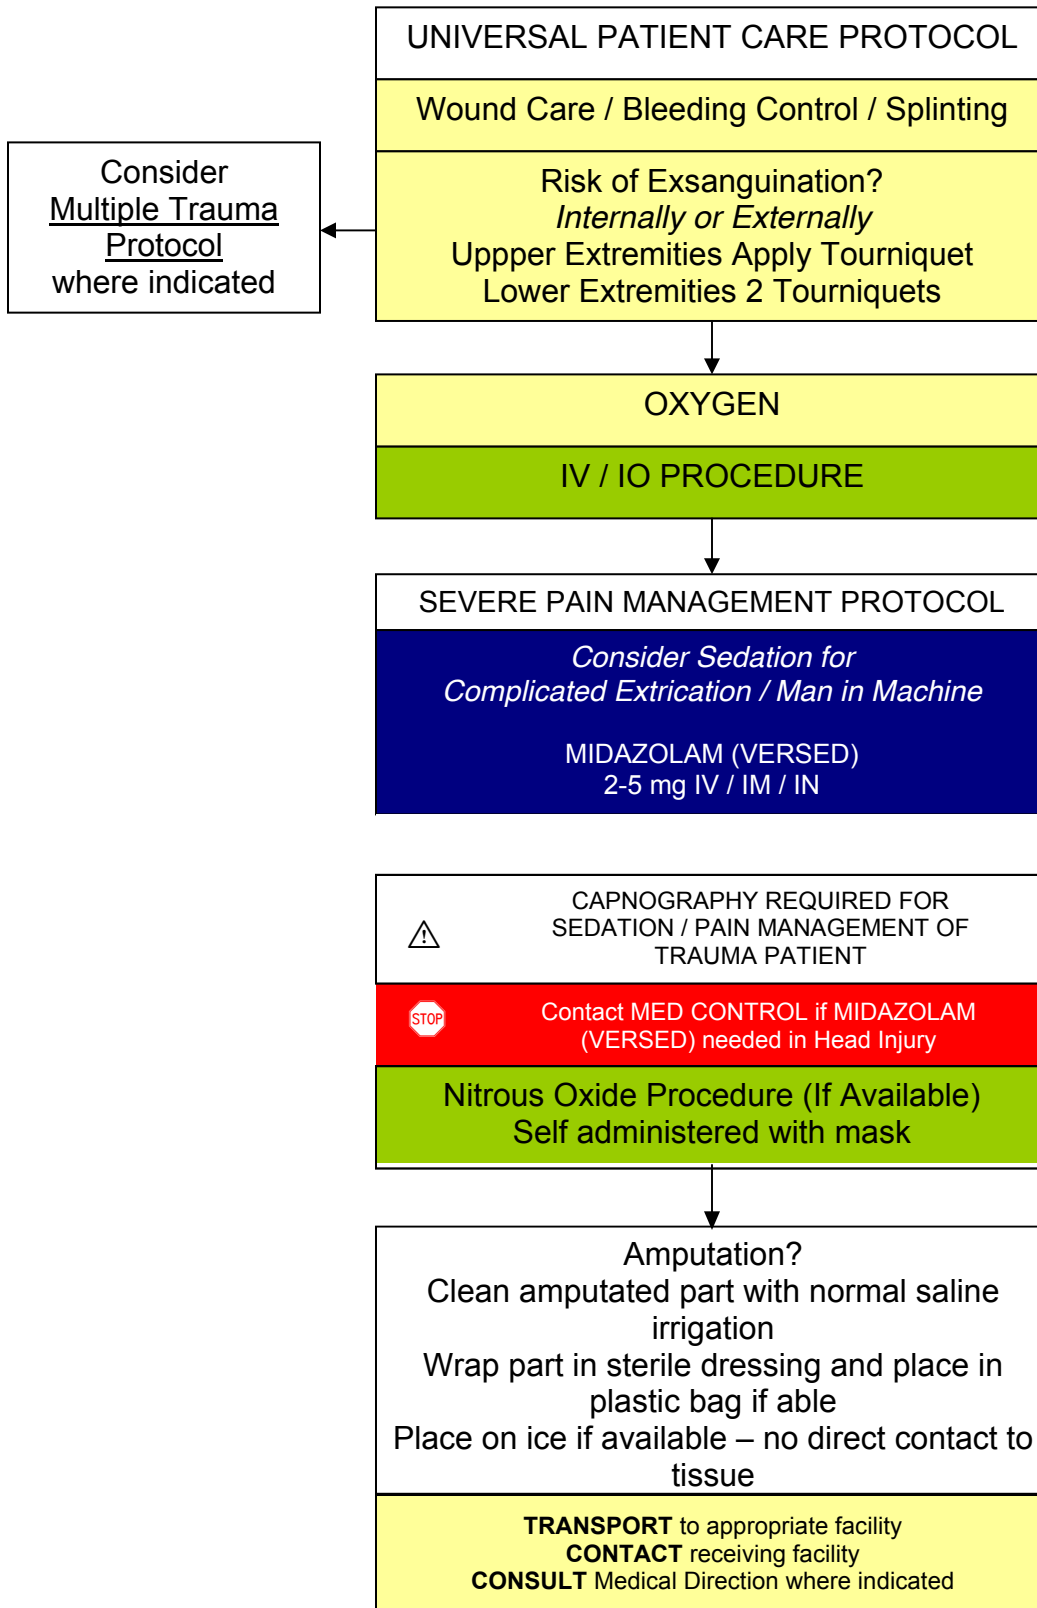 UNIVERSAL PATIENT CARE PROTOCOL
Wound Care / Bleeding Control / Splinting
Consider
Multiple Trauma
Protocol
where indicated
Risk of Exsanguination?
Internally or Externally
Uppper Extremities Apply Tourniquet
Lower Extremities 2 Tourniquets
OXYGEN
IV / IO PROCEDURE
SEVERE PAIN MANAGEMENT PROTOCOL
Consider Sedation for
Complicated Extrication / Man in Machine
MIDAZOLAM (VERSED)
2-5 mg IV / IM / IN
CAPNOGRAPHY REQUIRED FOR
SEDATION / PAIN MANAGEMENT OF
TRAUMA PATIENT
STOP
Contact MED CONTROL if MIDAZOLAM
(VERSED) needed in Head Injury
Nitrous Oxide Procedure (If Available)
Self administered with mask
Amputation?
Clean amputated part with normal saline
irrigation
Wrap part in sterile dressing and place in
plastic bag if able
Place on ice if available – no direct contact to
tissue
TRANSPORT to appropriate facility
CONTACT receiving facility
CONSULT Medical Direction where indicated